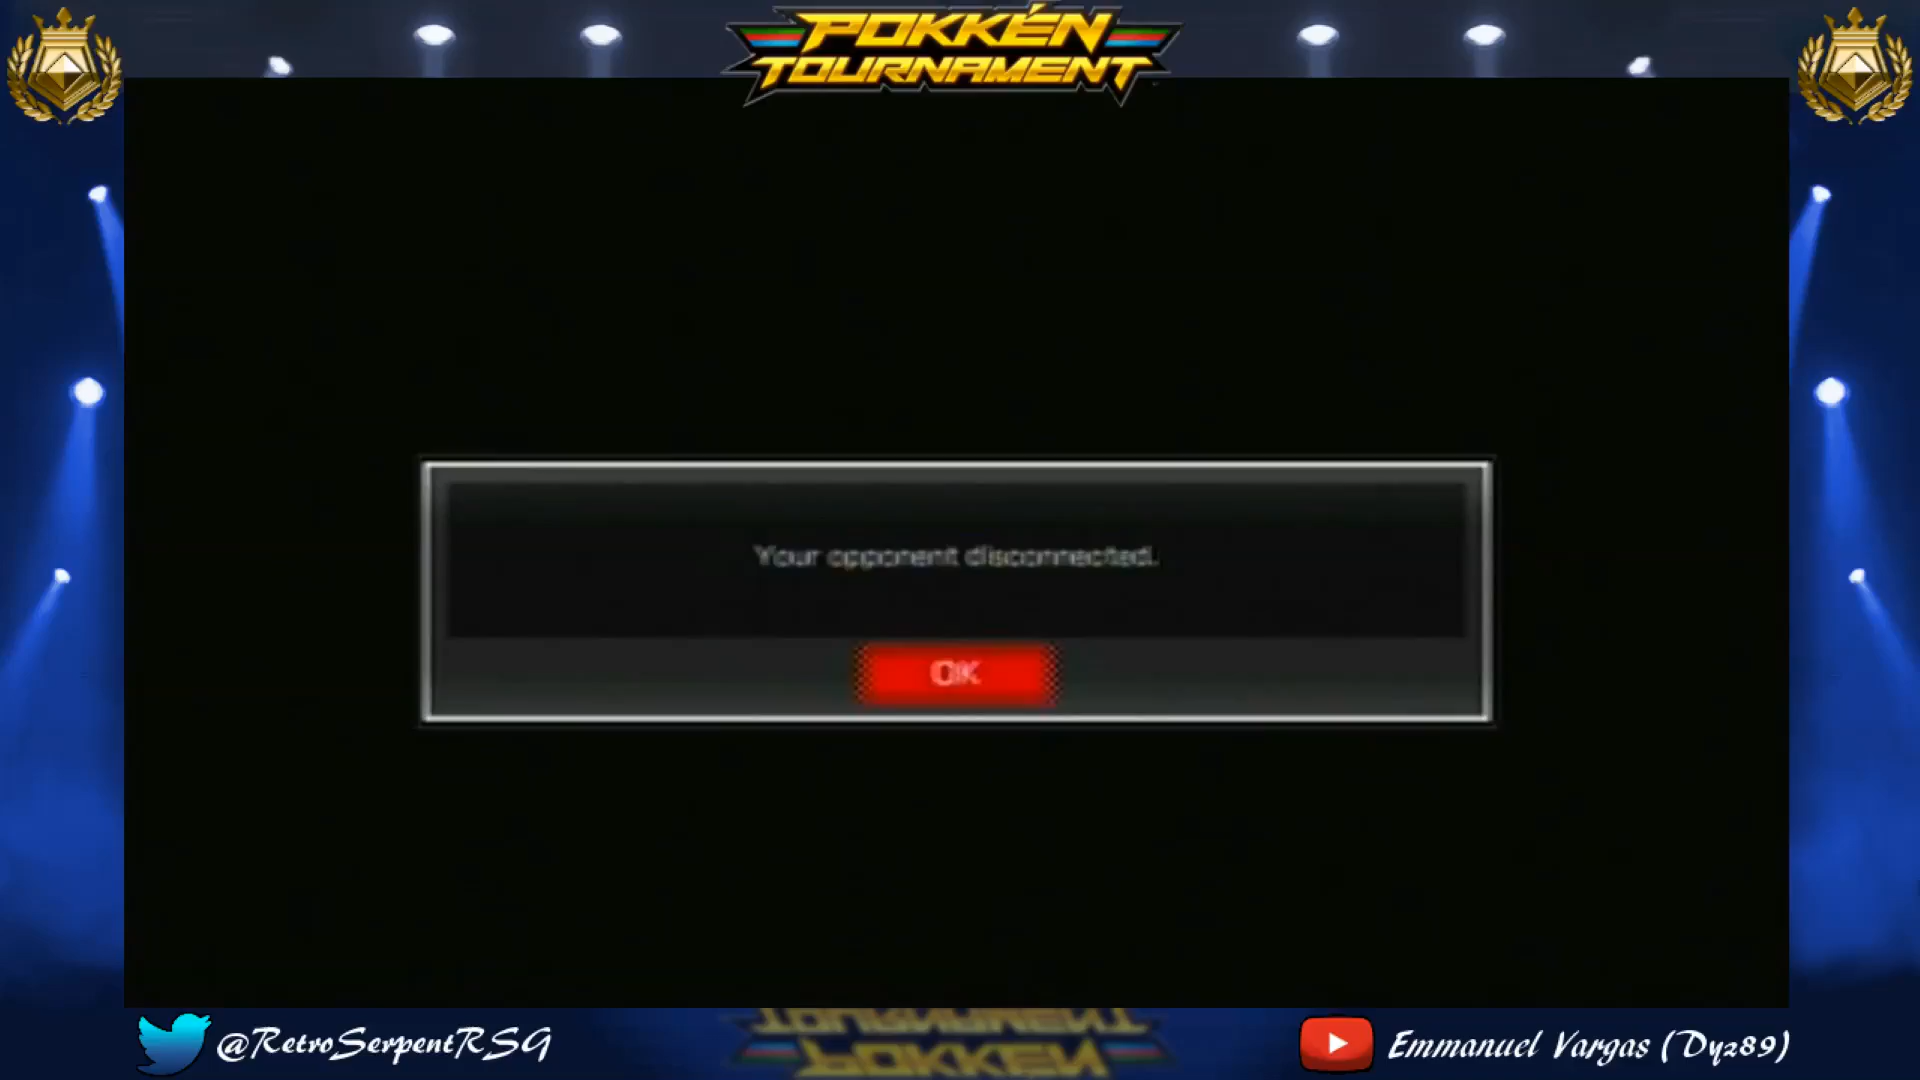 POKKÉN
TOURNAMENT
Your opponent disconnected.
OK
@RetroSerpentRSG
Emmanuel Vargas (Dyz89)